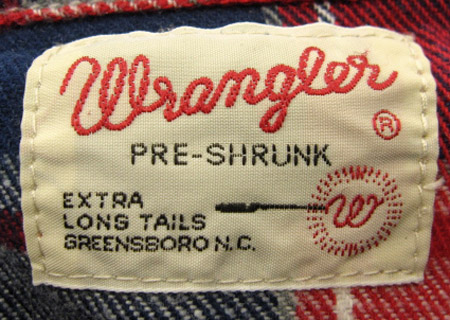 Wrangler®
PRE-SHRUNK
EXTRA
LONG TAILS
GREENSBORO N.C.
W